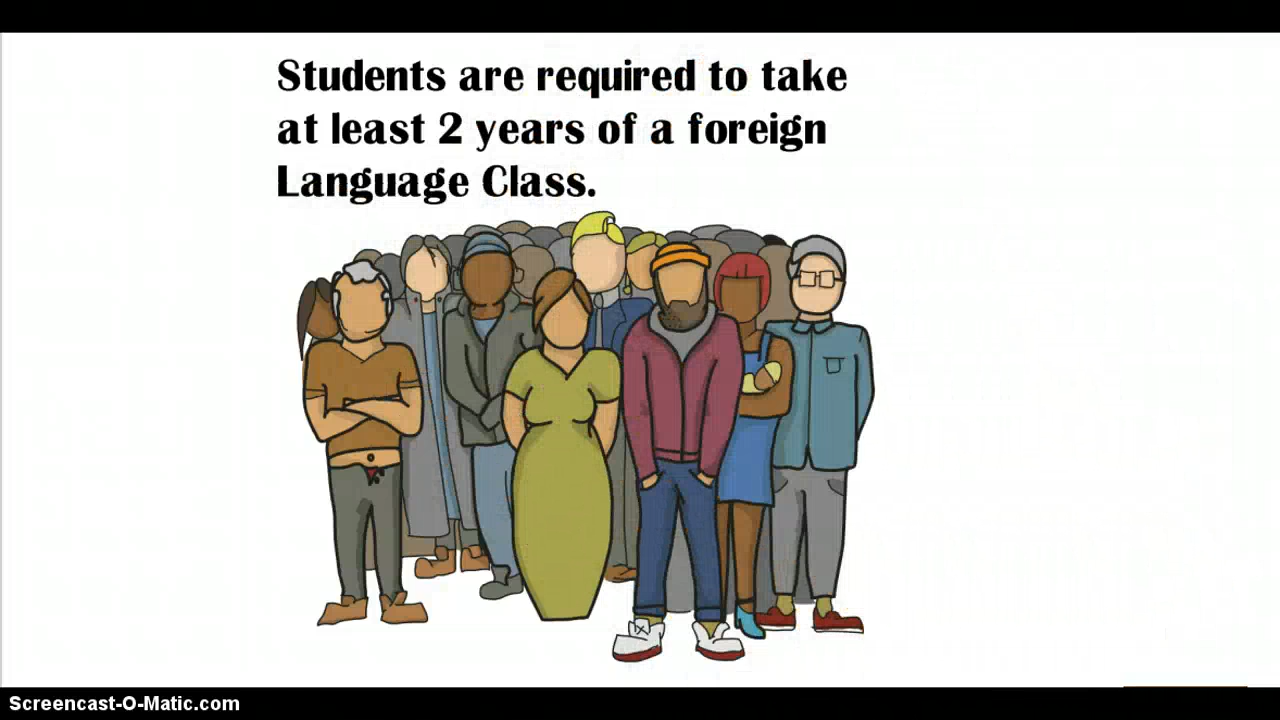 Students are required to take
at least 2 years of a foreign
Language Class.
Screencast-O-Matic.com